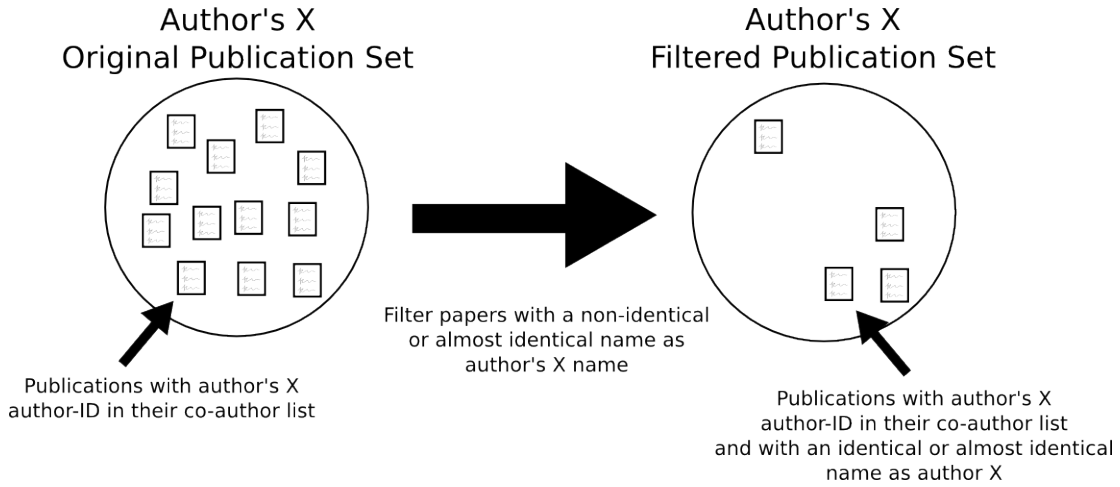 Author's X
Original Publication Set
Author's X
Filtered Publication Set
Filter papers with a non-identical
or almost identical name as
author's X name
Publications with author's X
author-ID in their co-author list
Publications with author's X
author-ID in their co-author list
and with an identical or almost identical
name as author X